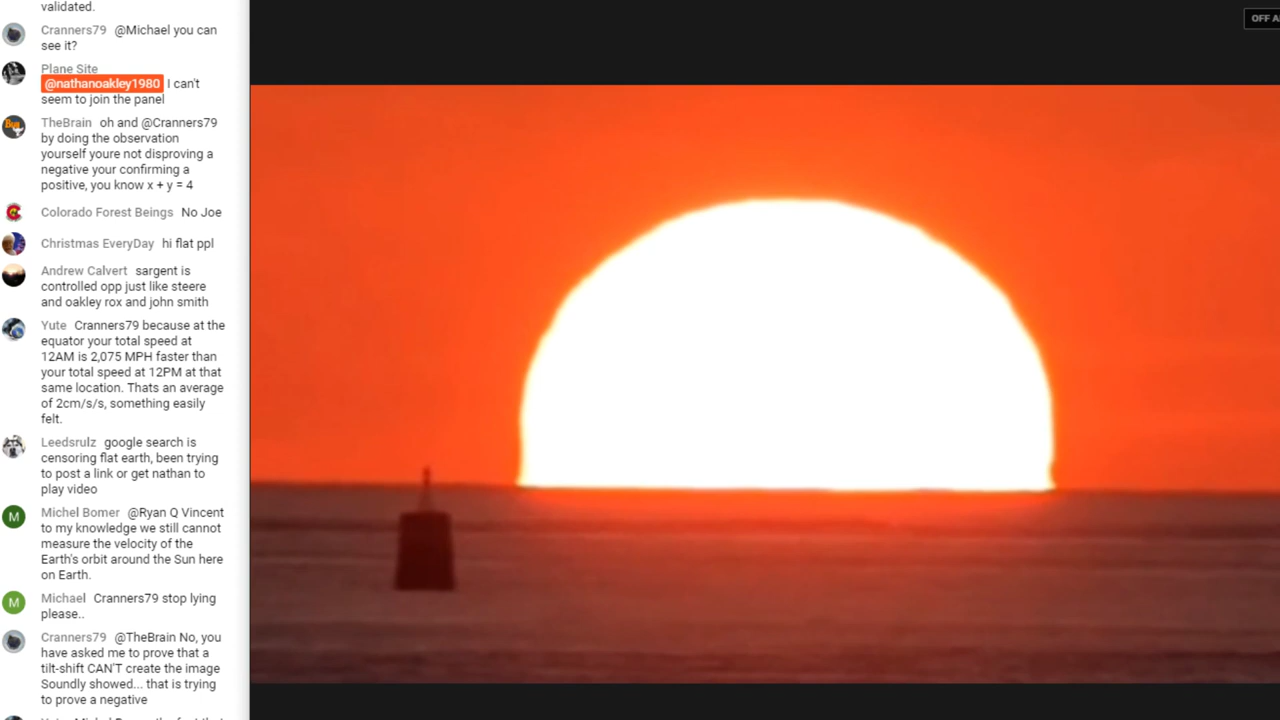 validated.
Cranners79 @Michael you can
see it?
Plane Site
@nathanoakley1980 I can't
seem to join the panel
TheBrain oh and @Cranners79
by doing the observation
yourself youre not disproving a
negative your confirming a
positive, you know x + y = 4
Colorado Forest Beings No Joe
Christmas EveryDay hi flat ppl
Andrew Calvert sargent is
controlled opp just like steere
and oakley rox and john smith
Yute Cranners79 because at the
equator your total speed at
12AM is 2,075 MPH faster than
your total speed at 12PM at that
same location. Thats an average
of 2cm/s/s, something easily
felt.
Leedsrulz google search is
censoring flat earth, been trying
to post a link or get nathan to
play video
M Michel Bomer @Ryan Q Vincent
to my knowledge we still cannot
measure the velocity of the
Earth's orbit around the Sun here
on Earth.
M Michael Cranners79 stop lying
please..
Cranners79 @TheBrain No, you
have asked me to prove that a
tilt-shift CAN'T create the image
Soundly showed... that is trying
to prove a negative
OFF A